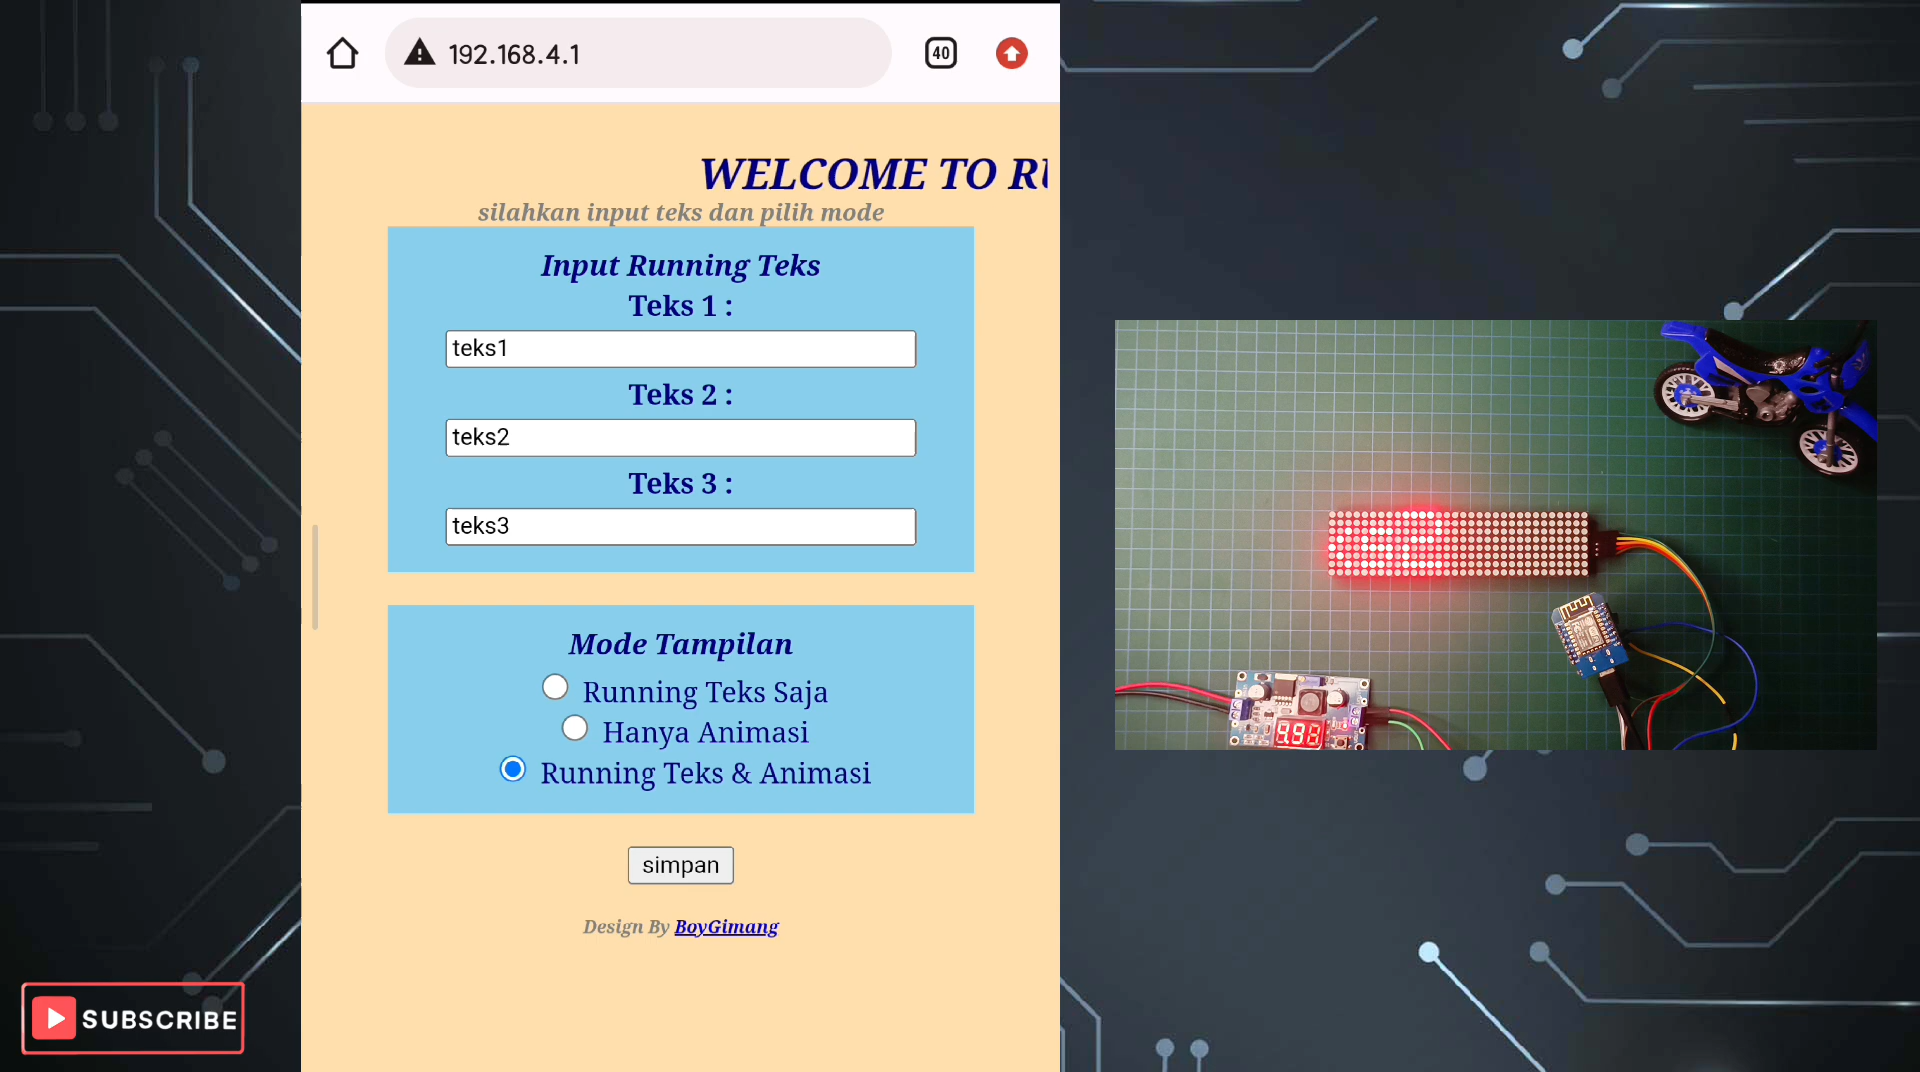 192.168.4.1
40
WELCOME TO RU
silahkan input teks dan pilih mode
Input Running Teks
Teks 1 :
teks1
Teks 2 :
teks2
Teks 3 :
teks3
Mode Tampilan
Running Teks Saja
Hanya Animasi
Running Teks & Animasi
simpan
Design By BoyGimang
SUBSCRIBE